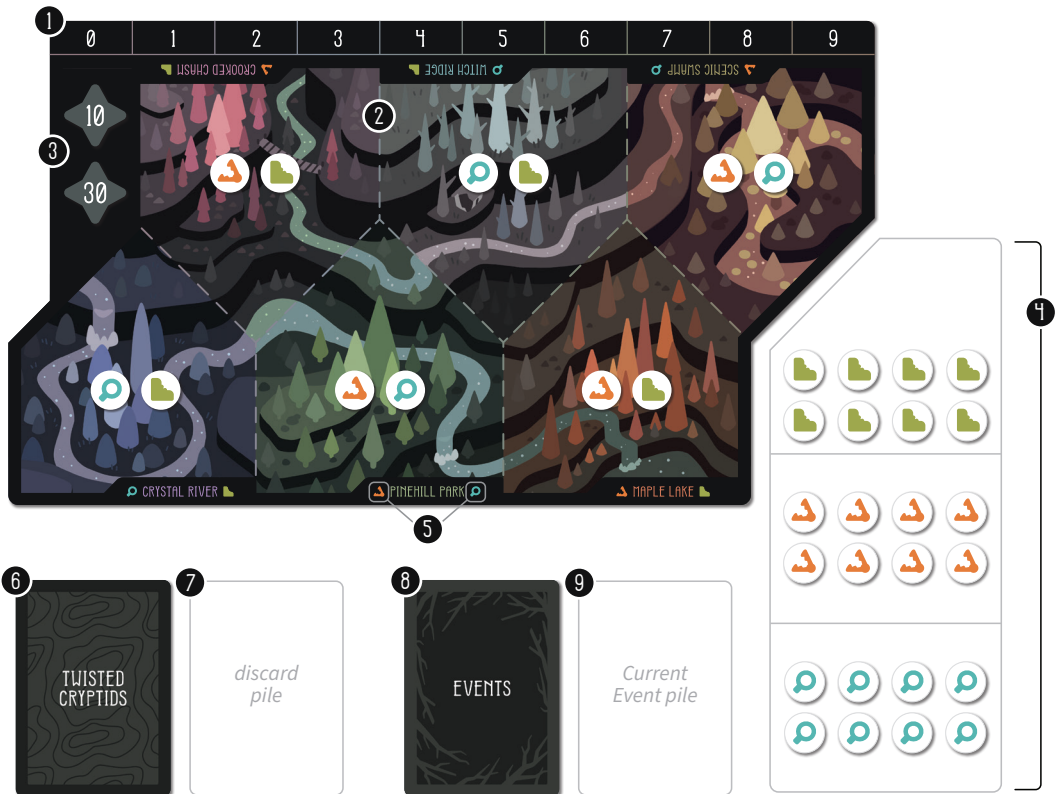 1
0 1 2 3 4 5 6 7 8 9
CROOKED CHASM
WITCH RIDGE
SCENIC SWAMP
10
2
3
30
4
CRYSTAL RIVER
PINEHILL PARK
MAPLE LAKE
5
6
7
8
9
TWISTED
CRYPTIDS
discard
pile
EVENTS
Current
Event pile